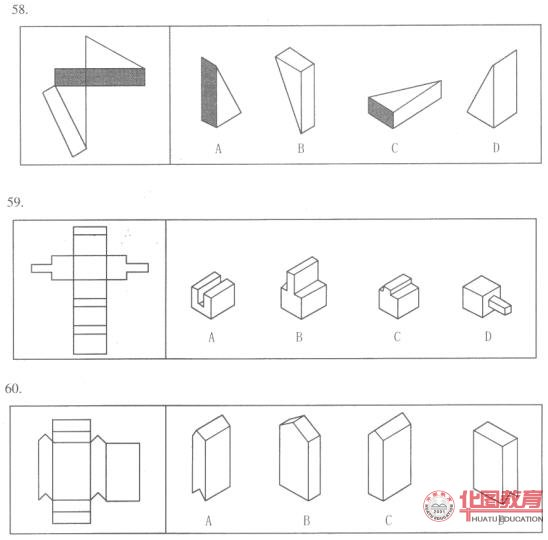 58.
A B C D
59.
A B C D
60.
A B C D
华图教育
HUATU EDUCATION